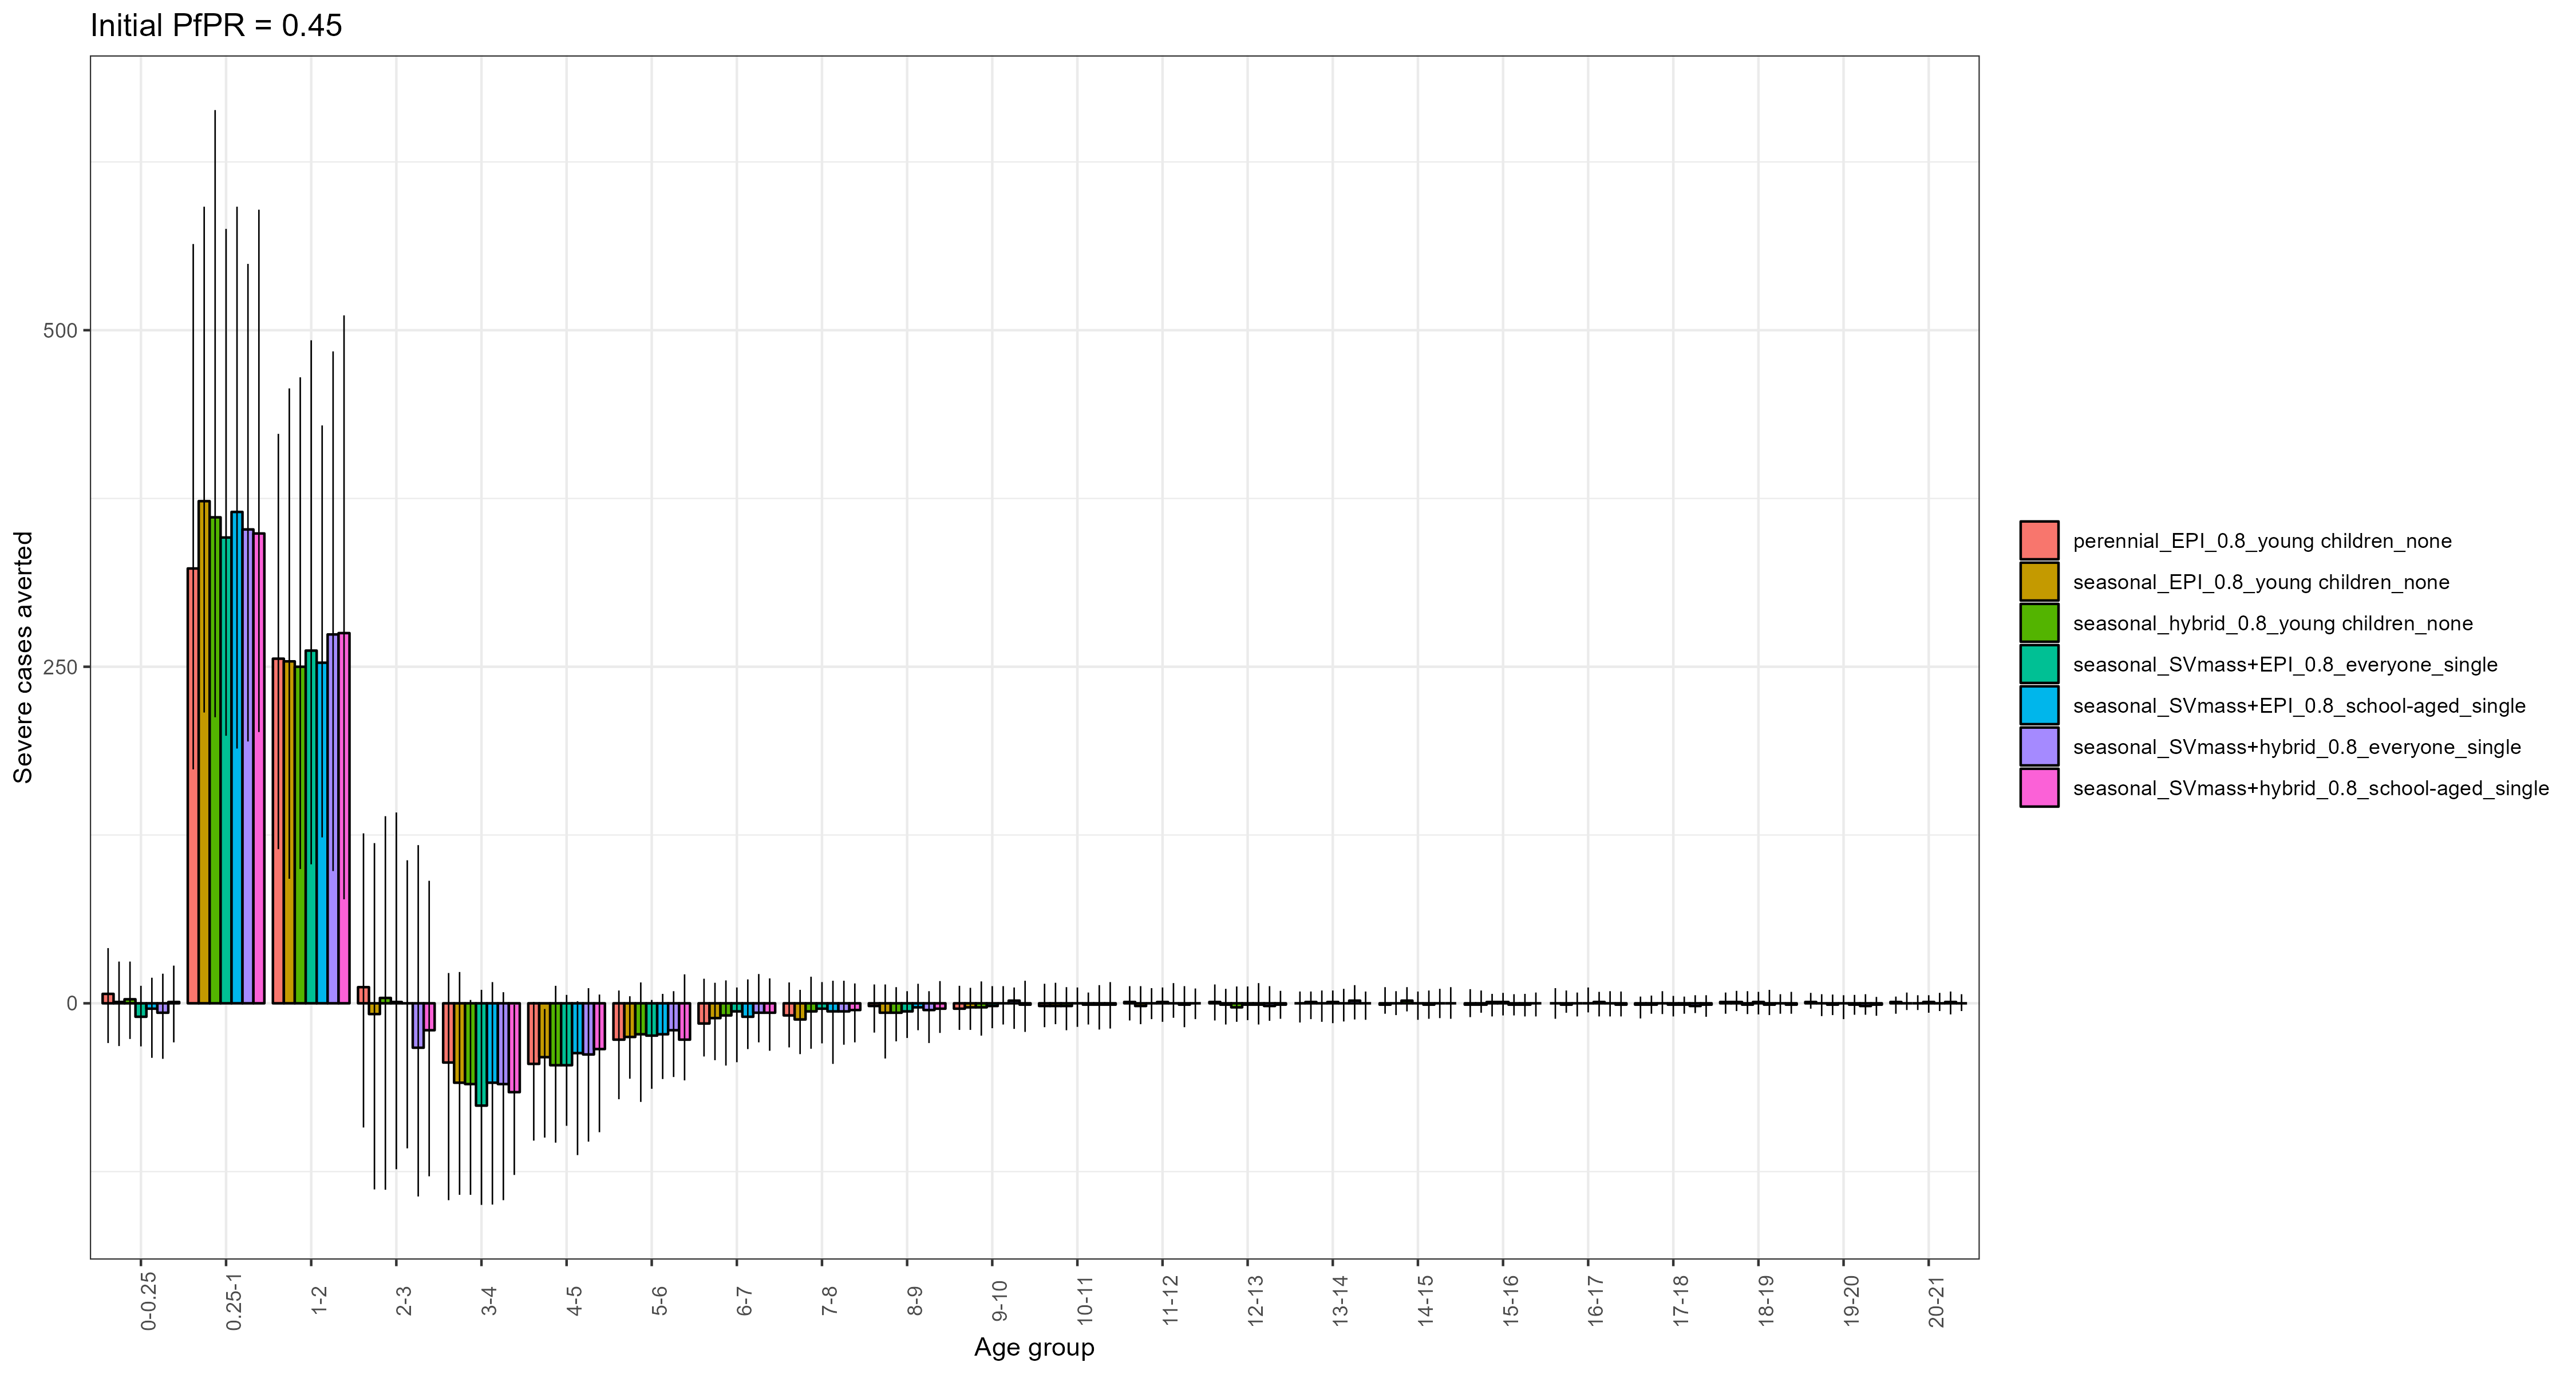 Initial PfPR = 0.45
Severe cases averted
500
250
0
0-0.25
0.25-1
1-2
2-3
3-4
4-5
5-6
6-7
7-8
8-9
9-10
10-11
11-12
12-13
13-14
14-15
15-16
16-17
17-18
18-19
19-20
20-21
Age group
perennial_EPI_0.8_young children_none
seasonal_EPI_0.8_young children_none
seasonal_hybrid_0.8_young children_none
seasonal_SVmass+EPI_0.8_everyone_single
seasonal_SVmass+EPI_0.8_school-aged_single
seasonal_SVmass+hybrid_0.8_everyone_single
seasonal_SVmass+hybrid_0.8_school-aged_single